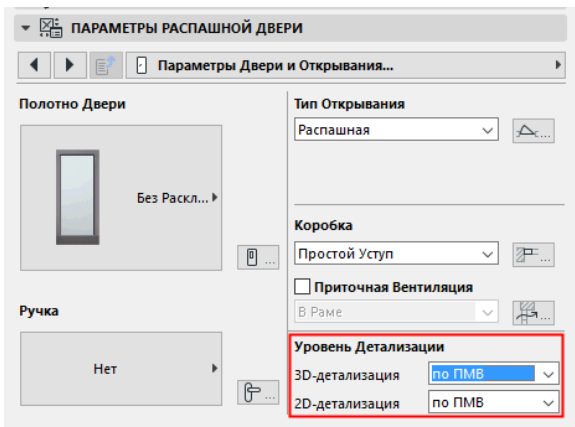 ПАРАМЕТРЫ РАСПАШНОЙ ДВЕРИ
Параметры Двери и Открывания...
Полотно Двери
Без Раскл...
...
Ручка
Нет
...
Тип Открывания
Распашная
...
Коробка
Простой Уступ
...
Приточная Вентиляция
В Раме
...
Уровень Детализации
3D-детализация по ПМВ
2D-детализация по ПМВ